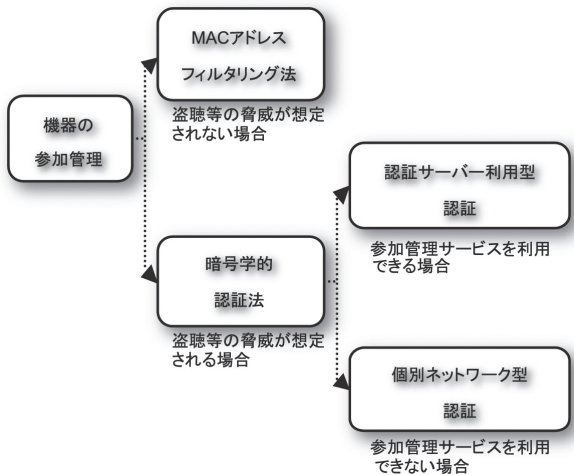 機器の
参加管理
MACアドレス
フィルタリング法
盗聴等の脅威が想定
されない場合
暗号学的
認証法
盗聴等の脅威が想定
される場合
認証サーバー利用型
認証
参加管理サービスを利用
できる場合
個別ネットワーク型
認証
参加管理サービスを利用
できない場合